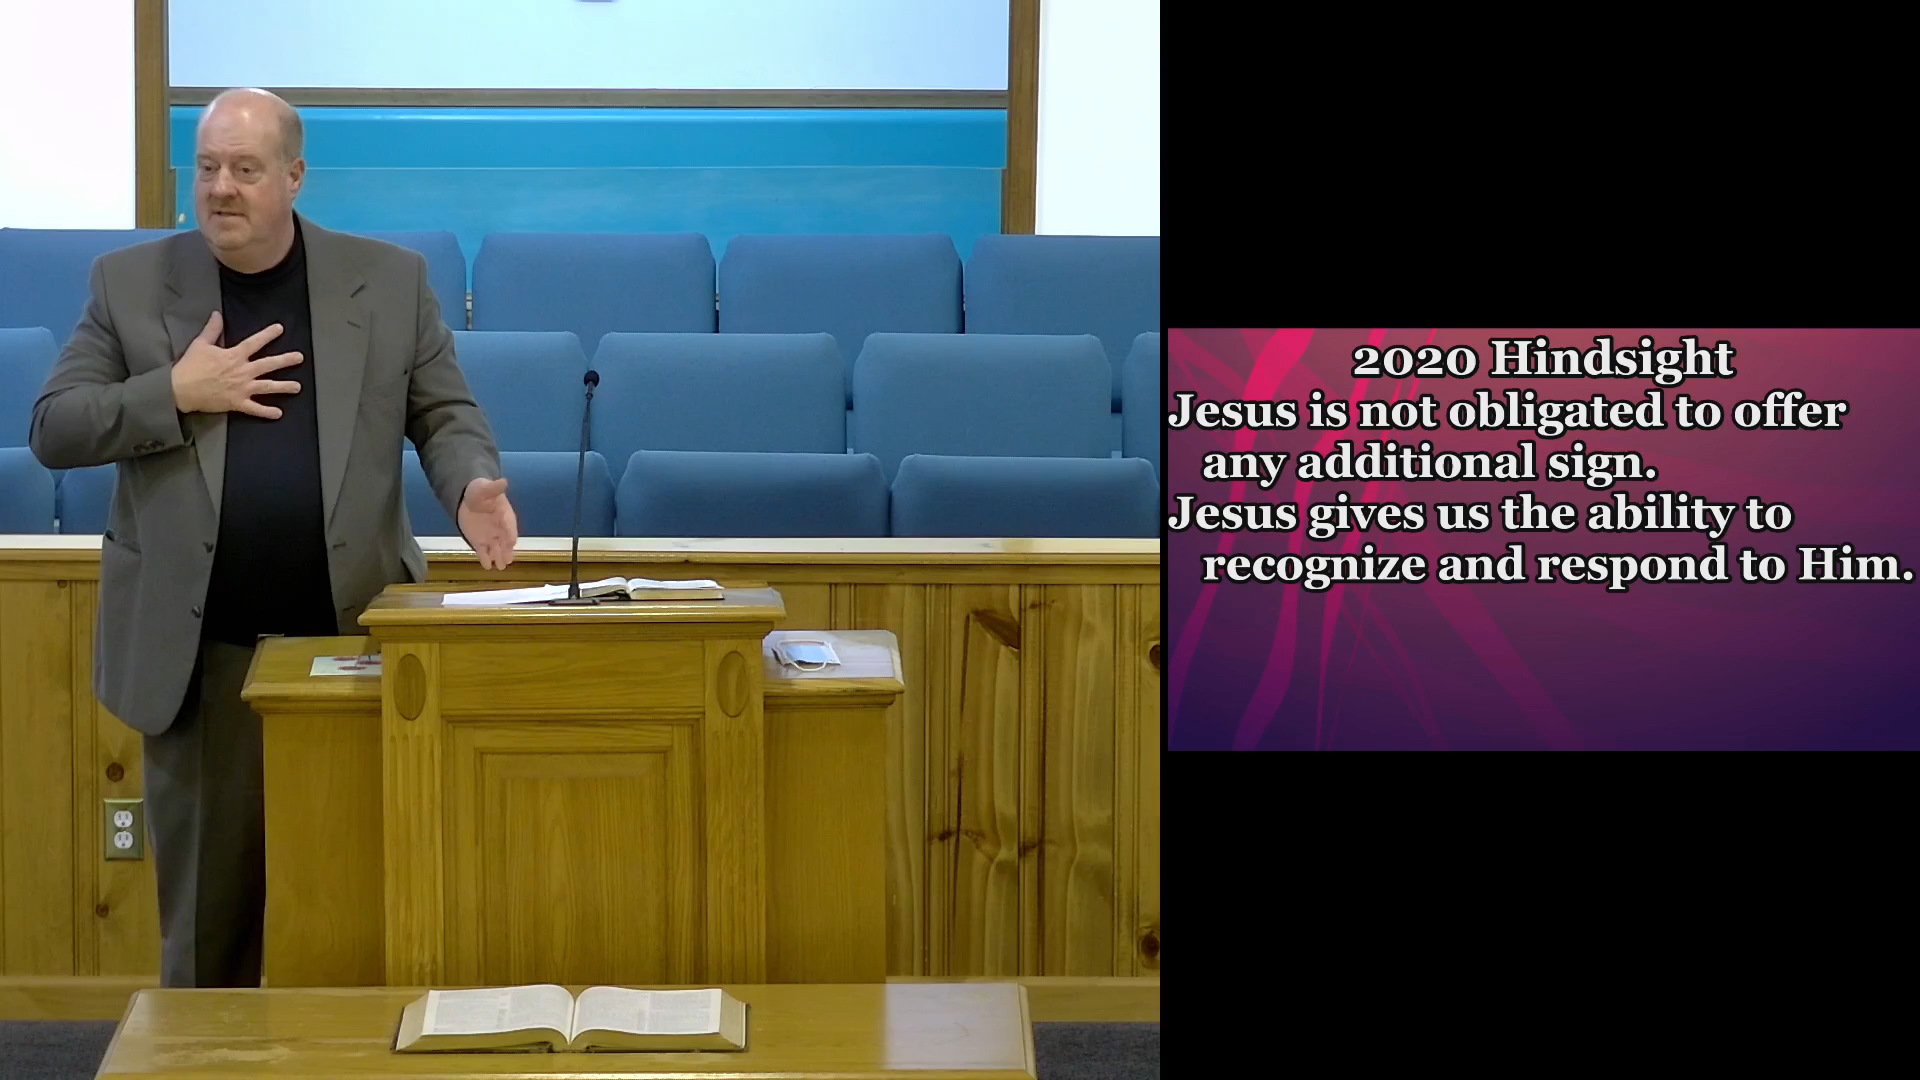 2020 Hindsight
Jesus is not obligated to offer
any additional sign.
Jesus gives us the ability to
recognize and respond to Him.